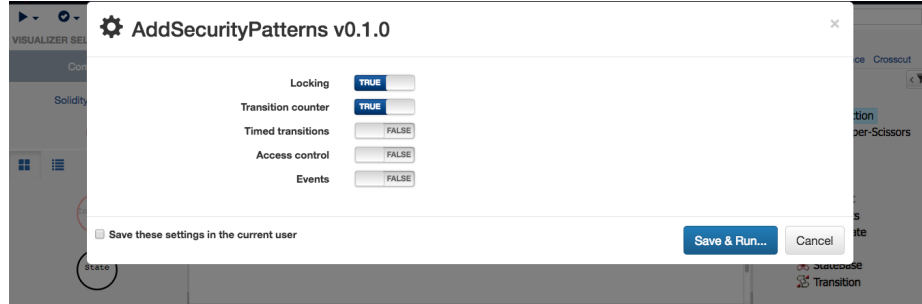 AddSecurityPatterns v0.1.0
×
VISUALIZER SEL
Con
ce Crosscut
Solidity
Locking TRUE
Transition counter TRUE
Timed transitions FALSE
Access control FALSE
Events FALSE
ction
per-Scissors
ts
ate
Save these settings in the current user
Save & Run...
Cancel
State
StateBase
Transition